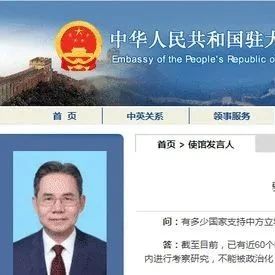 中华人民共和国驻大
Embassy of the People's Republic o
首 页
中英关系
领事服务
首页 > 使馆发言人
问：有多少国家支持中方立
答：截至目前，已有近60个
内进行考察研究，不能被政治化